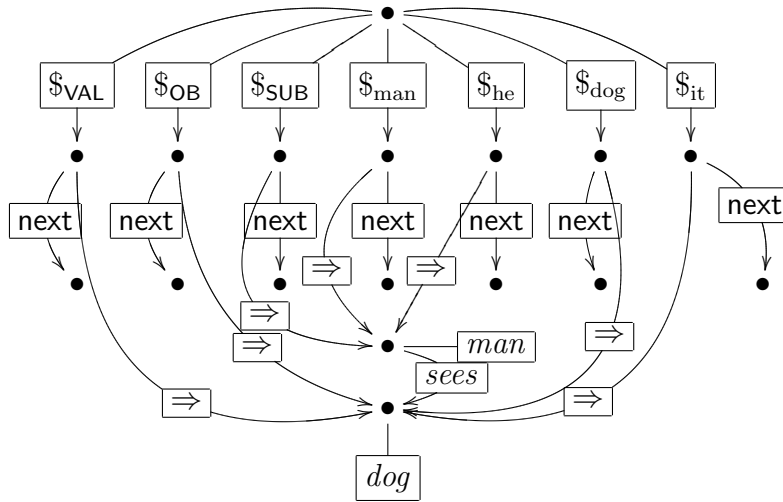 $VAL $OB $SUB $man $he $dog $it
next next next next next next next
⇒ ⇒
⇒
⇒ man
⇒
sees
⇒ ⇒
dog